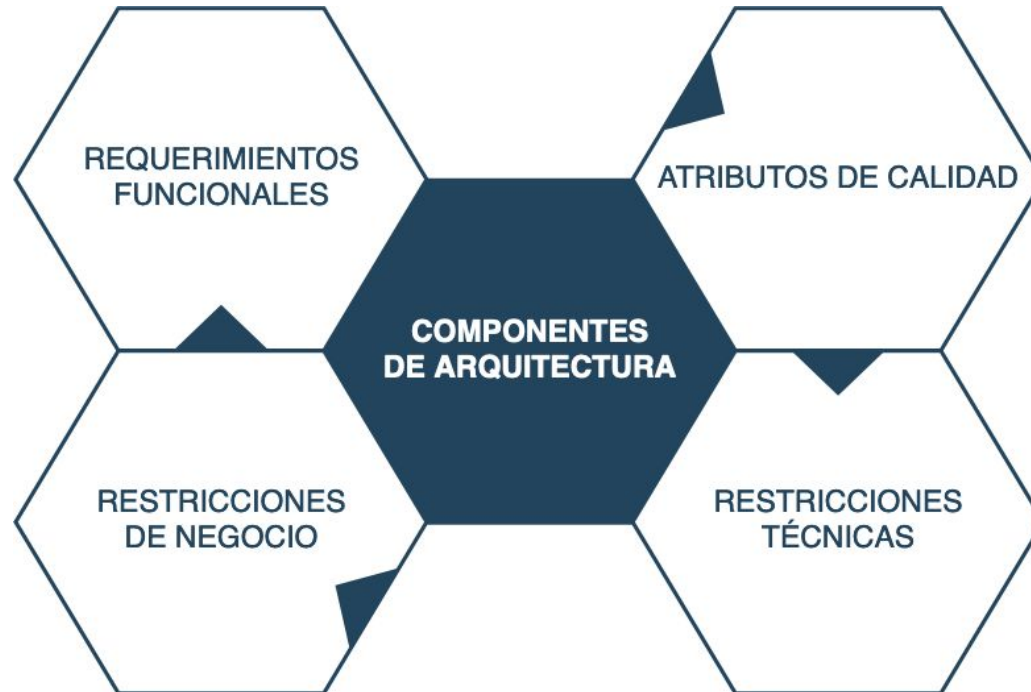 REQUERIMIENTOS
FUNCIONALES
ATRIBUTOS DE CALIDAD
COMPONENTES
DE ARQUITECTURA
RESTRICCIONES
DE NEGOCIO
RESTRICCIONES
TÉCNICAS